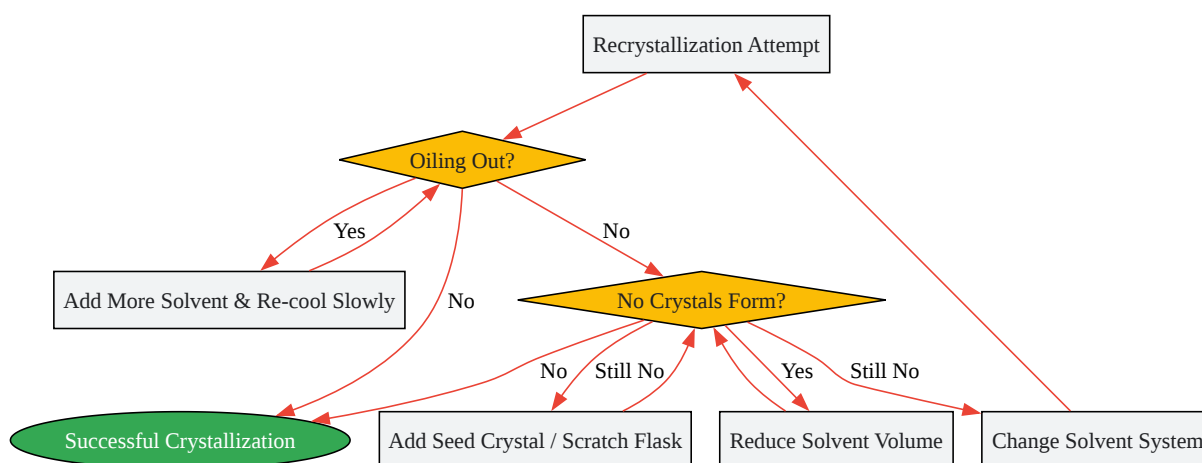 Recrystallization Attempt
Oiling Out?
Yes
No
Add More Solvent & Re-cool Slowly
No
No Crystals Form?
No
Still No
Yes
Still No
Successful Crystallization
Add Seed Crystal / Scratch Flask
Reduce Solvent Volume
Change Solvent System